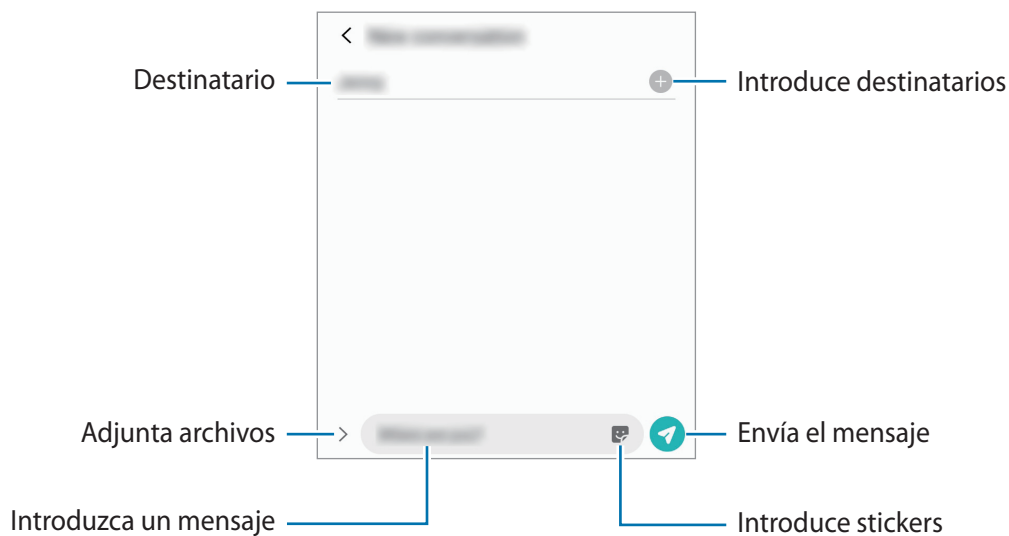 Destinatario
Introduce destinatarios
Adjunta archivos
Envía el mensaje
Introduzca un mensaje
Introduce stickers